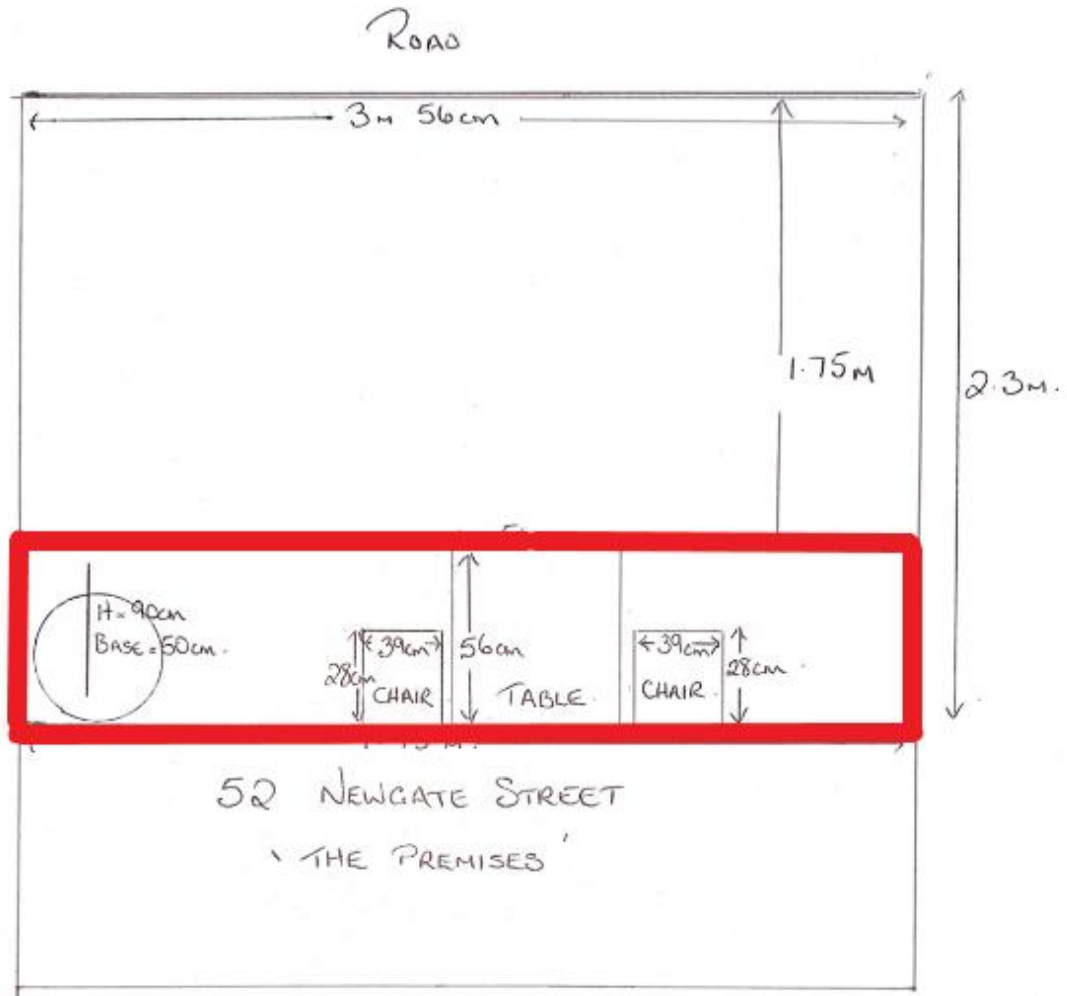 ROAD
3M 56cm
1.75M
2.3M.
H=90cm
BASE=50cm.
39cm
28cm
CHAIR
56cm
TABLE.
39cm
28cm
CHAIR.
52 NEWGATE STREET
'THE PREMISES'